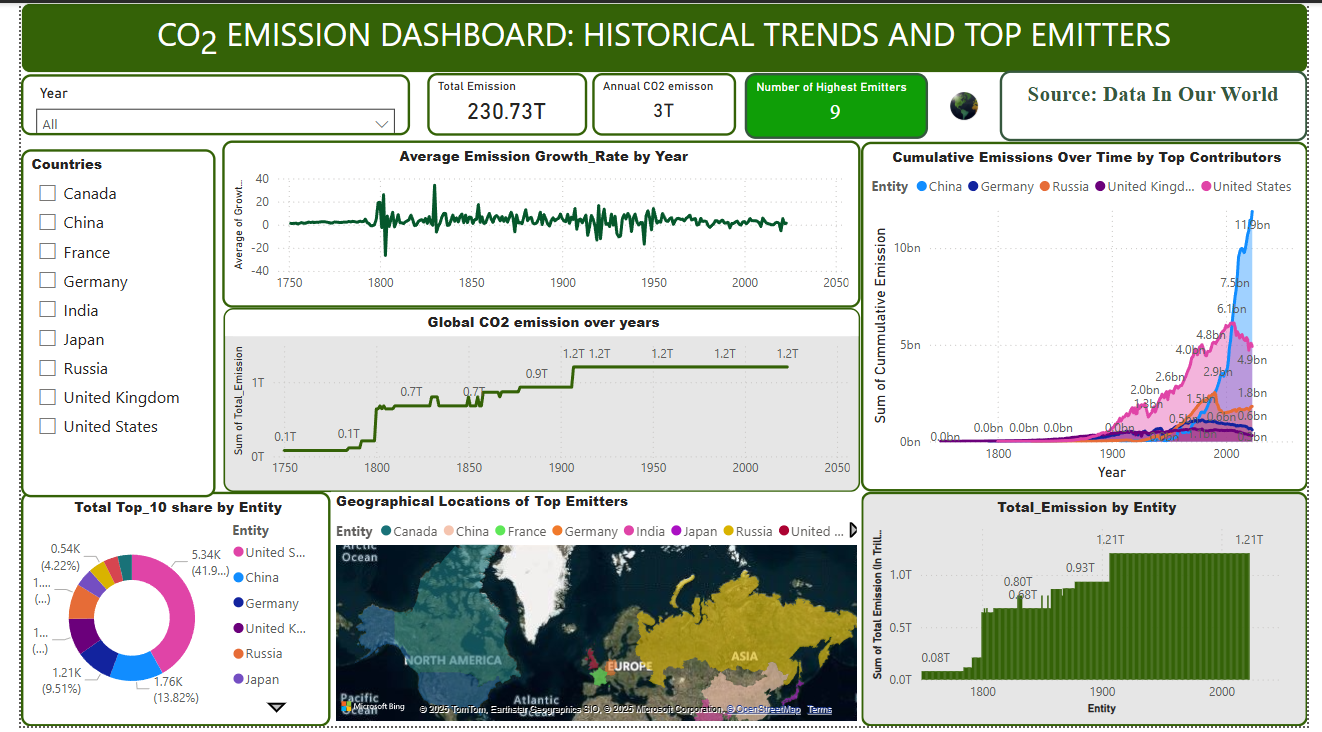 CO2 EMISSION DASHBOARD: HISTORICAL TRENDS AND TOP EMITTERS
Year
All
Total Emission
230.73T
Annual CO2 emisson
3T
Number of Highest Emitters
9
Source: Data In Our World
Countries
Canada
China
France
Germany
India
Japan
Russia
United Kingdom
United States
Average Emission Growth_Rate by Year
Average of Growt...
40
20
0
-20
-40
1750 1800 1850 1900 1950 2000 2050
Global CO2 emission over years
Sum of Total_Emission
1T
0T
0.1T 0.1T 0.7T 0.7T 0.9T 1.2T 1.2T 1.2T 1.2T 1.2T
1750 1800 1850 1900 1950 2000 2050
Cumulative Emissions Over Time by Top Contributors
Entity China Germany Russia United Kingd... United States
Sum of Cummulative Emission
10bn
5bn
0bn
11.9bn
7.5bn
6.1bn
4.8bn
4.0bn
4.9bn
2.9bn
2.6bn
2.0bn
1.8bn
1.5bn
1.3bn
0.5bn
0.6bn
0.6bn
0.0bn 0.0bn 0.0bn 0.0bn 0.0bn
1800 1900 2000
Year
Total Top_10 share by Entity
Entity
United S...
China
Germany
United K...
Russia
Japan
5.34K
(41.9...)
1.76K
(13.82%)
1.21K
(9.51%)
1...
(...)
1....
(...)
0.54K
(4.22%)
Geographical Locations of Top Emitters
Entity Canada China France Germany India Japan Russia United ...
Arctic
Ocean
NORTH AMERICA
EUROPE
ASIA
Pacific
Ocean
Atlantic
Ocean
Microsoft Bing
© 2025 TomTom, Earthstar Geographics SIO, © 2025 Microsoft Corporation, © OpenStreetMap Terms
Total_Emission by Entity
Sum of Total Emission (in Trill...
1.0T
0.5T
0.0T
0.08T
0.80T
0.68T
0.93T
1.21T
1.21T
1800 1900 2000
Entity